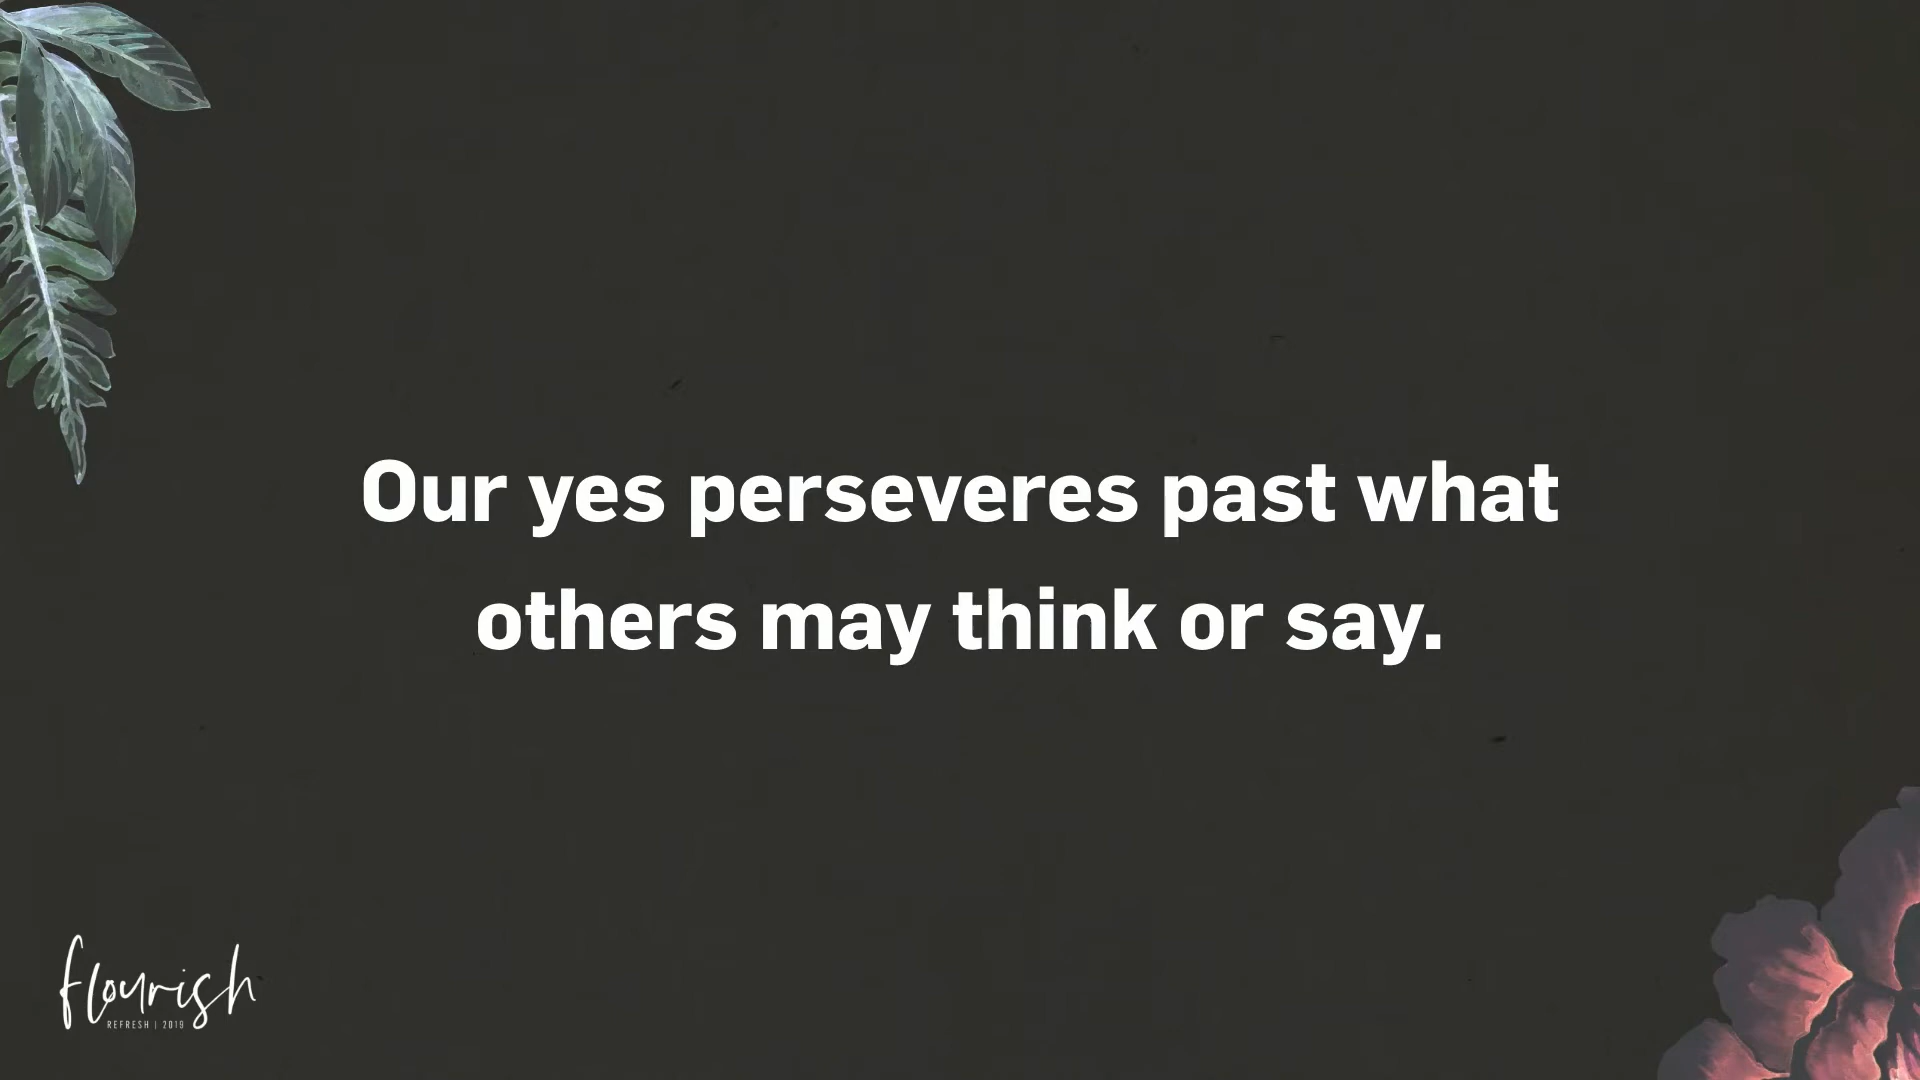 Our yes perseveres past what
others may think or say.
flourish
REFRESH | 2019